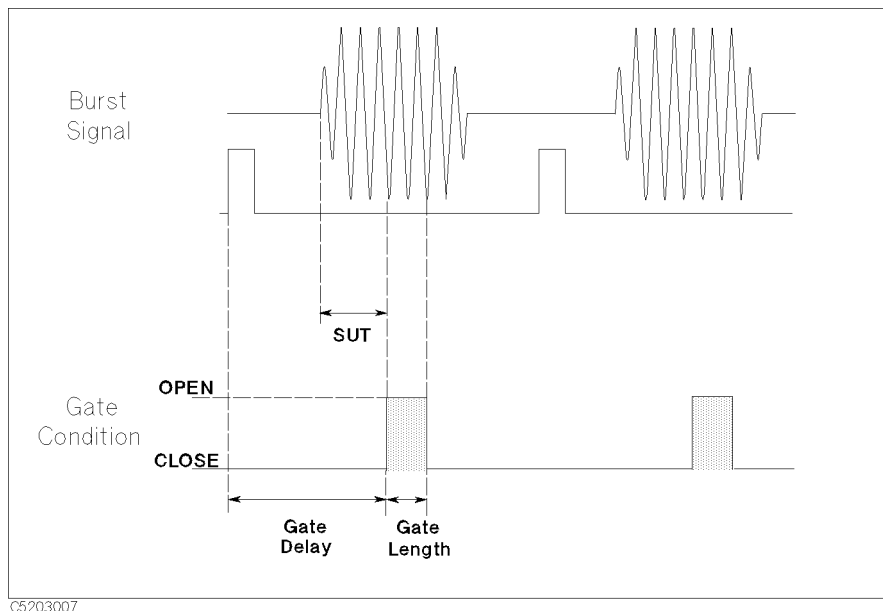 Burst
Signal
SUT
OPEN
Gate
Condition
CLOSE
Gate
Delay
Gate
Length
C5203007